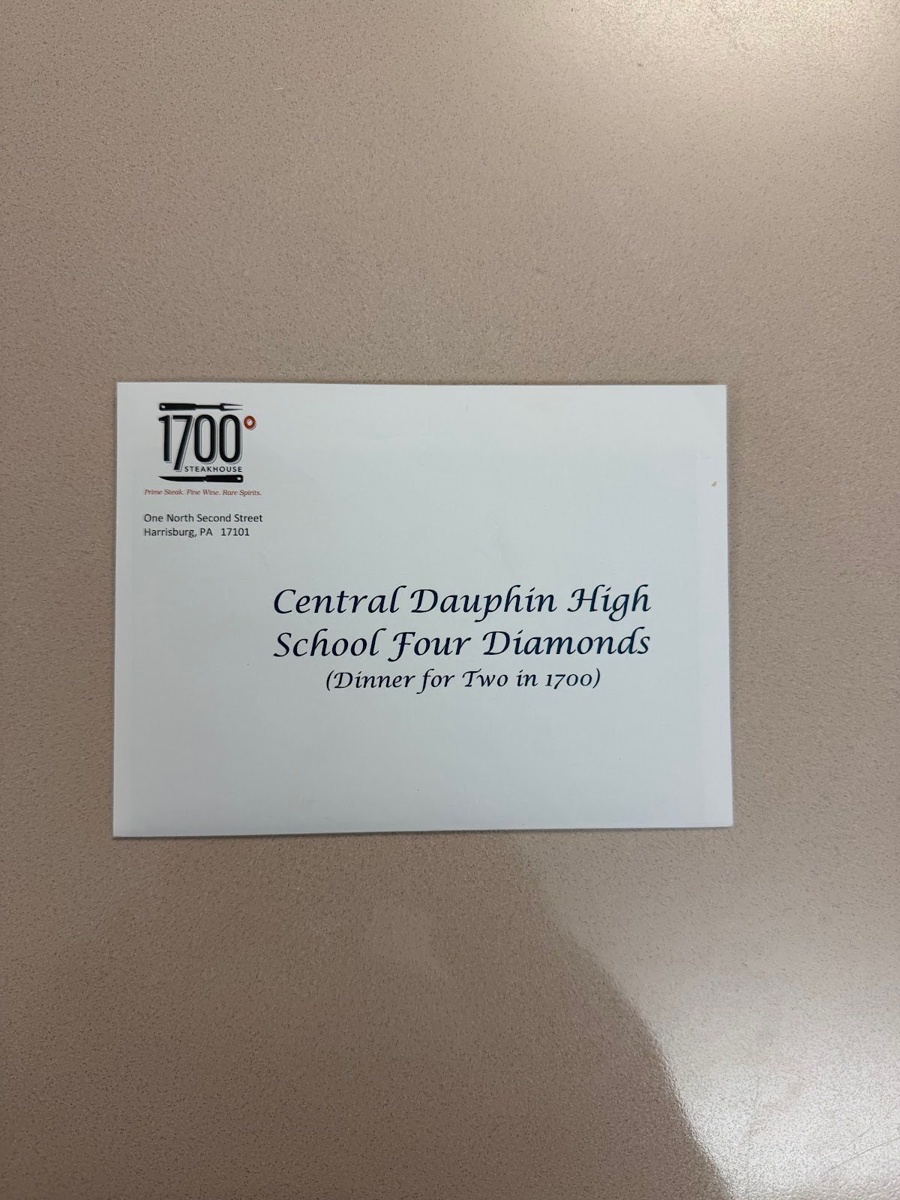 1700°
STEAKHOUSE
Prime Steak. Fine Wine. Rare Spirits.
One North Second Street
Harrisburg, PA 17101
Central Dauphin High
School Four Diamonds
(Dinner for Two in 1700)